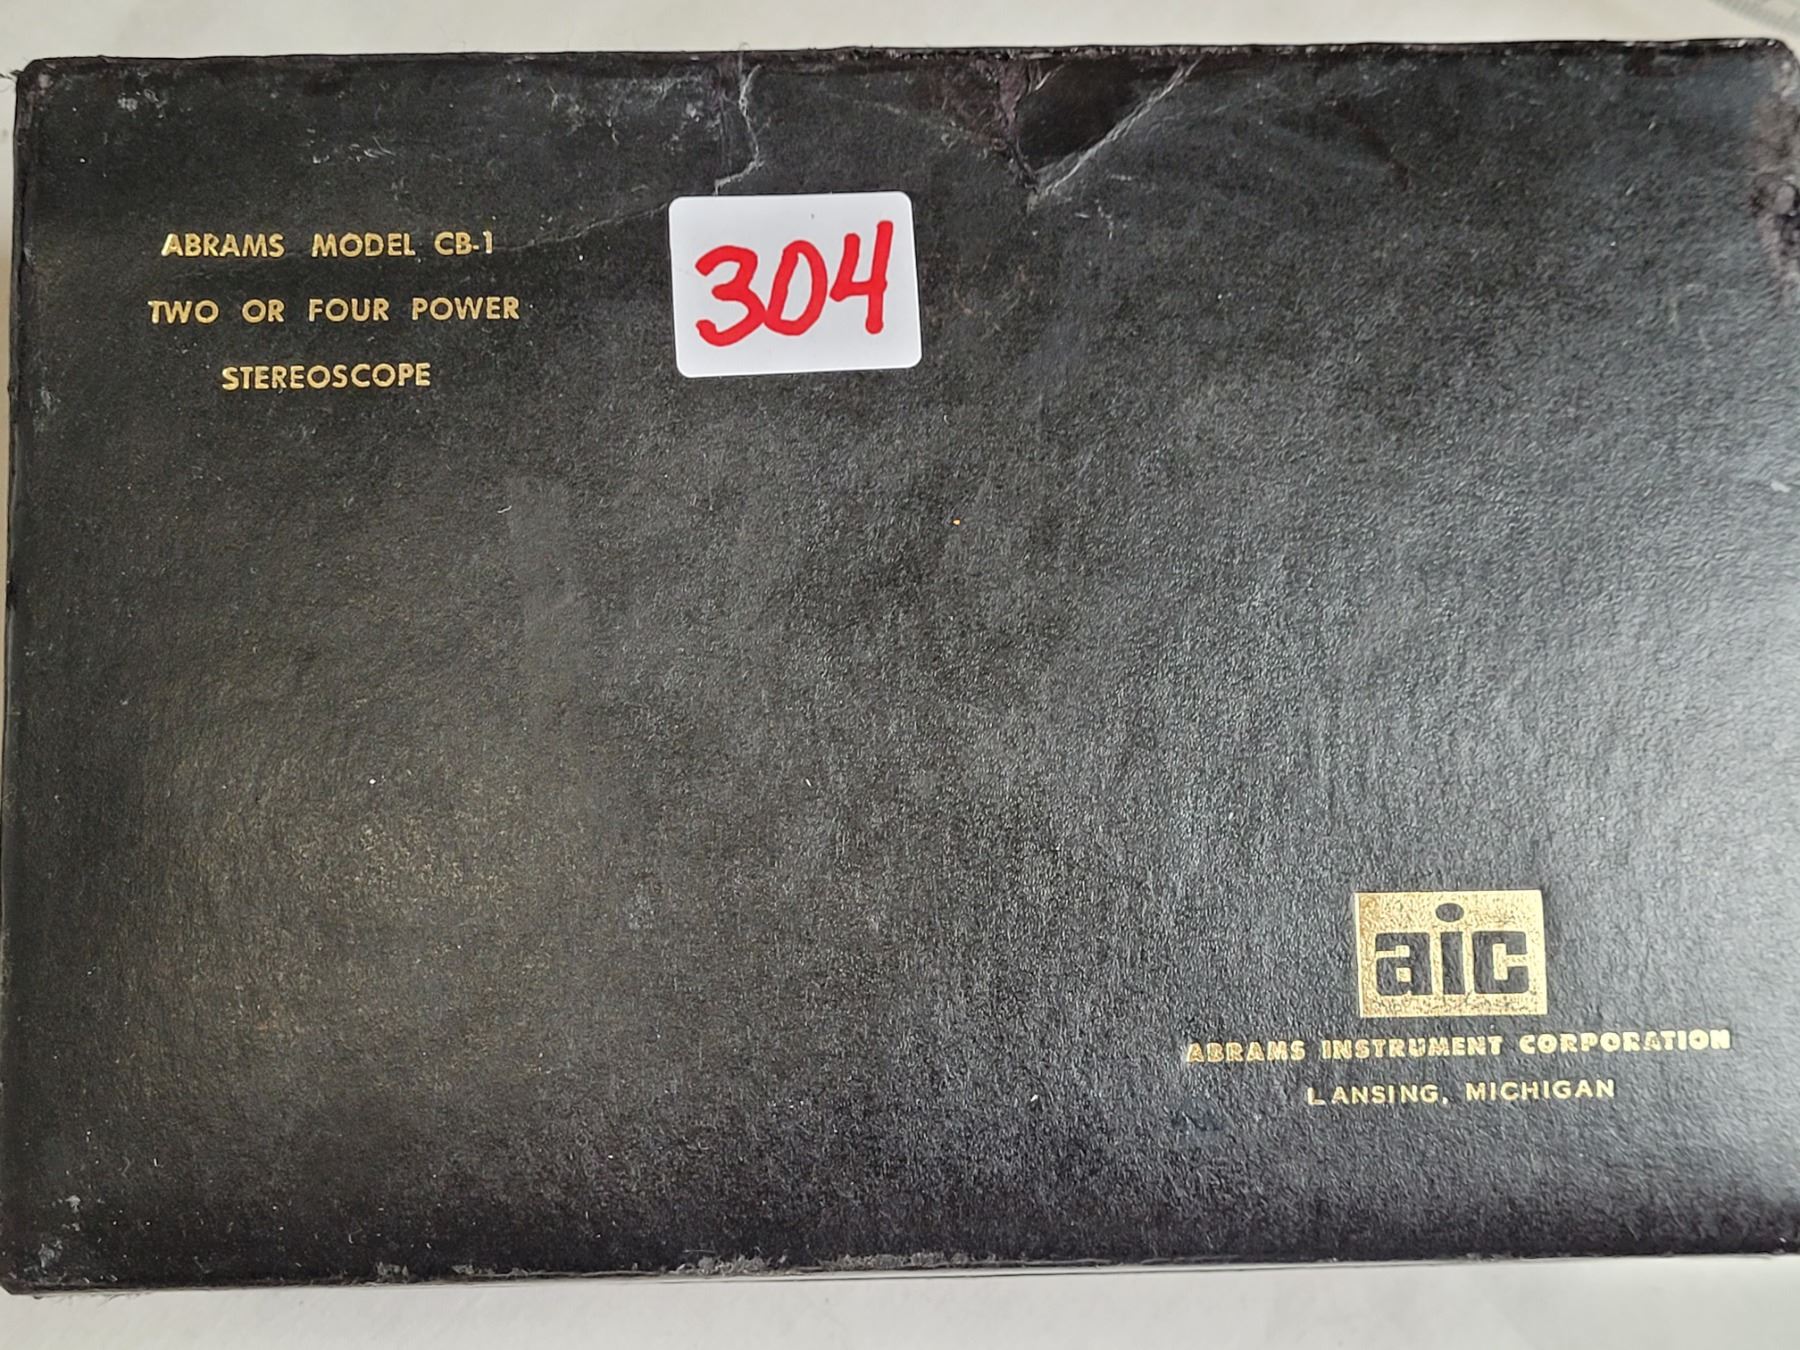 ABRAMS MODEL CB-1
TWO OR FOUR POWER
STEREOSCOPE
304
aic
ABRAMS INSTRUMENT CORPORATION
LANSING, MICHIGAN